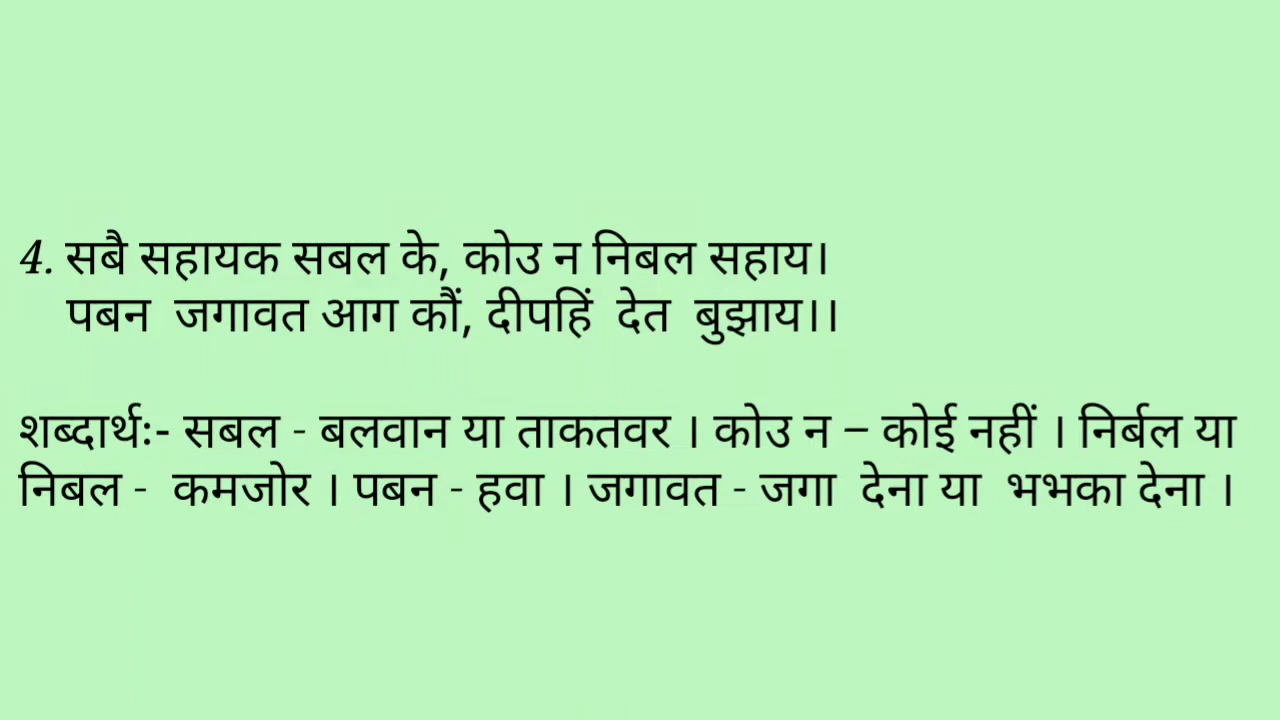 4. सबै सहायक सबल के, कोउ न निबल सहाय।
पबन जगावत आग कौं, दीपहिं देत बुझाय।।
शब्दार्थः- सबल - बलवान या ताकतवर । कोउ न – कोई नहीं । निर्बल या
निबल - कमजोर । पबन - हवा । जगावत - जगा देना या भभका देना ।